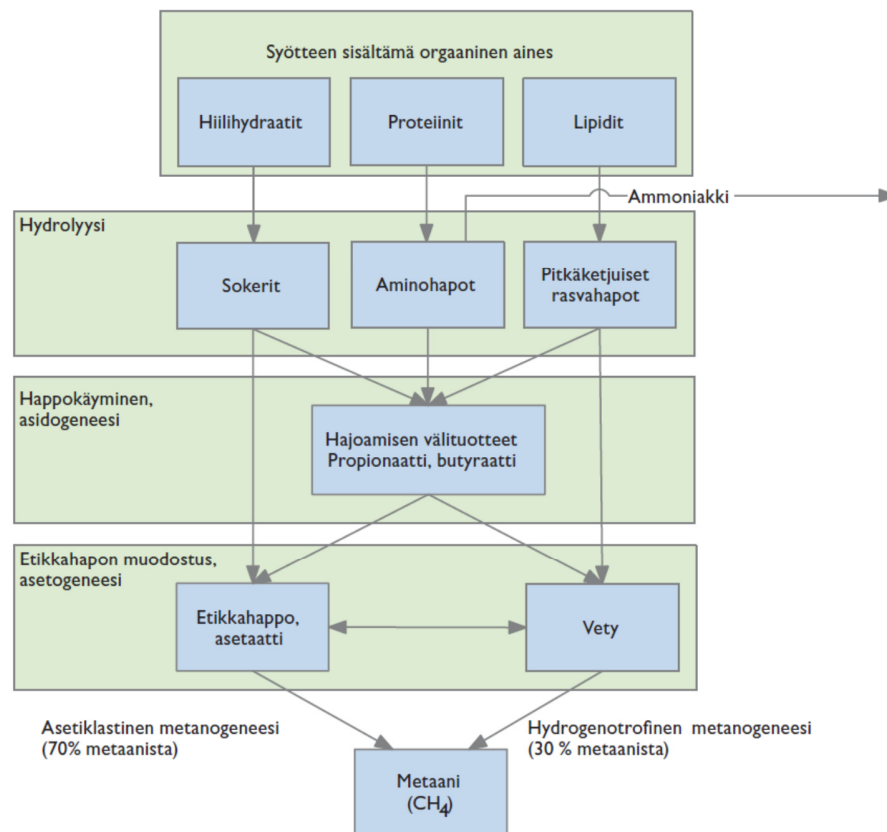 Syötteen sisältämä orgaaninen aines
Hiilihydraatit
Proteiinit
Lipidit
Ammoniakki
Hydrolyysi
Sokerit
Aminohapot
Pitkäketjuiset
rasvahapot
Happokäyminen,
asidogeneesi
Hajoamisen välituotteet
Propionaatti, butyraatti
Etikkahapon muodostus,
asetogeneesi
Etikkahappo,
asetaatti
Vety
Asetiklastinen metanogeneesi
(70% metaanista)
Hydrogenotrofinen metanogeneesi
(30 % metaanista)
Metaani
(CH4)